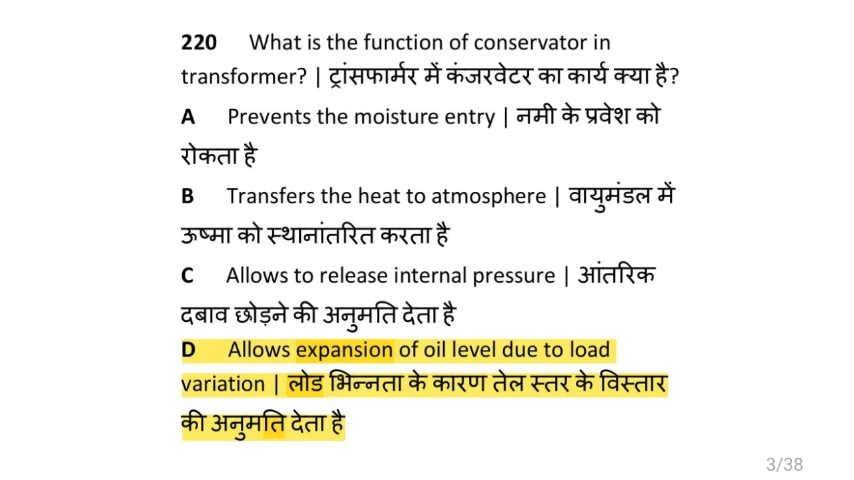 220 What is the function of conservator in
transformer? | ट्रांसफार्मर में कंजरवेटर का कार्य क्या है?
A Prevents the moisture entry | नमी के प्रवेश को
रोकता है
B Transfers the heat to atmosphere | वायुमंडल में
ऊष्मा को स्थानांतरित करता है
C Allows to release internal pressure | आंतरिक
दबाव छोड़ने की अनुमति देता है
D Allows expansion of oil level due to load
variation | लोड भिन्नता के कारण तेल स्तर के विस्तार
की अनुमति देता है
3/38